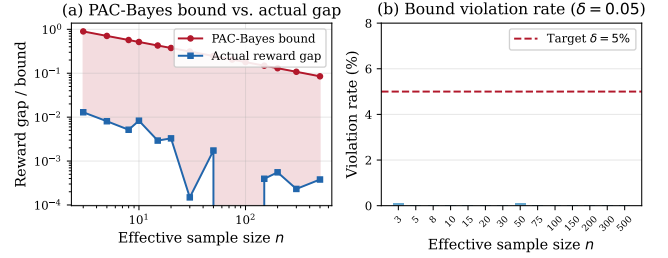 (a) PAC-Bayes bound vs. actual gap
10⁰
10⁻¹
10⁻²
10⁻³
10⁻⁴
Reward gap / bound
PAC-Bayes bound
Actual reward gap
10¹
10²
Effective sample size n
(b) Bound violation rate (δ = 0.05)
8
6
4
2
0
Violation rate (%)
Target δ = 5%
3 5 8 10 15 20 30 50 75 100 150 200 300 500
Effective sample size n